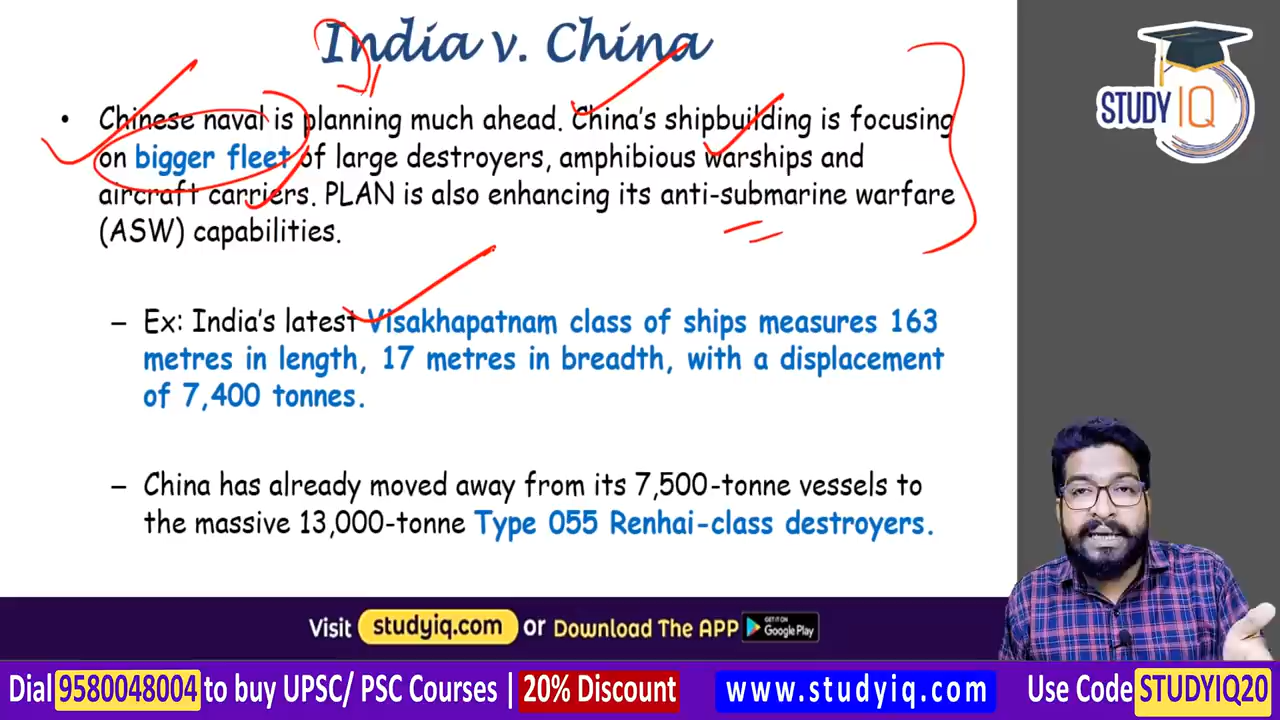 India v. China
• Chinese naval is planning much ahead. China's shipbuilding is focusing
on bigger fleet of large destroyers, amphibious warships and
aircraft carriers. PLAN is also enhancing its anti-submarine warfare
(ASW) capabilities.
– Ex: India's latest Visakhapatnam class of ships measures 163
metres in length, 17 metres in breadth, with a displacement
of 7,400 tonnes.
– China has already moved away from its 7,500-tonne vessels to
the massive 13,000-tonne Type 055 Renhai-class destroyers.
STUDY IQ
Visit studyiq.com or Download The APP GET IT ON Google Play
Dial 9580048004 to buy UPSC/ PSC Courses | 20% Discount www.studyiq.com Use Code STUDYIQ20